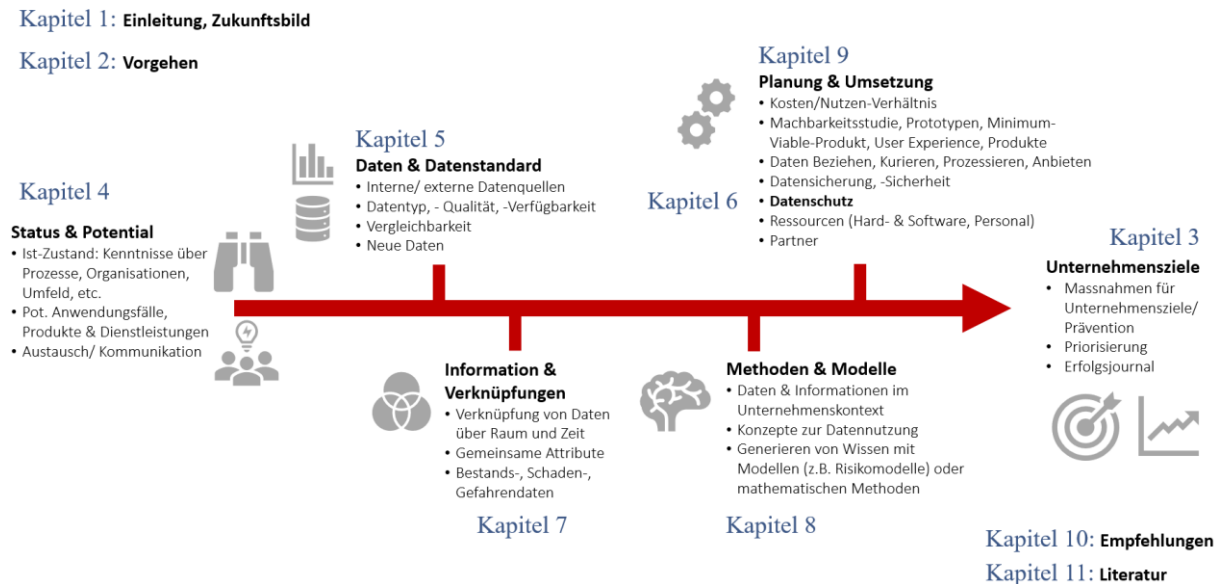 Kapitel 1: Einleitung, Zukunftsbild
Kapitel 2: Vorgehen
Kapitel 4
Status & Potential
• Ist-Zustand: Kenntnisse über
Prozesse, Organisationen,
Umfeld, etc.
• Pot. Anwendungsfälle,
Produkte & Dienstleistungen
• Austausch/ Kommunikation
Kapitel 5
Daten & Datenstandard
• Interne/ externe Datenquellen
• Datentyp, - Qualität, -Verfügbarkeit
• Vergleichbarkeit
• Neue Daten
Information &
Verknüpfungen
• Verknüpfung von Daten
über Raum und Zeit
• Gemeinsame Attribute
• Bestands-, Schaden-,
Gefahrendaten
Kapitel 7
Methoden & Modelle
• Daten & Informationen im
Unternehmenskontext
• Konzepte zur Datennutzung
• Generieren von Wissen mit
Modellen (z.B. Risikomodelle) oder
mathematischen Methoden
Kapitel 8
Kapitel 9
Planung & Umsetzung
• Kosten/Nutzen-Verhältnis
• Machbarkeitsstudie, Prototypen, Minimum-
Viable-Produkt, User Experience, Produkte
• Daten Beziehen, Kurieren, Prozessieren, Anbieten
• Datensicherung, -Sicherheit
Kapitel 6 • Datenschutz
• Ressourcen (Hard- & Software, Personal)
• Partner
Kapitel 3
Unternehmensziele
• Massnahmen für
Unternehmensziele/
Prävention
• Priorisierung
• Erfolgsjournal
Kapitel 10: Empfehlungen
Kapitel 11: Literatur